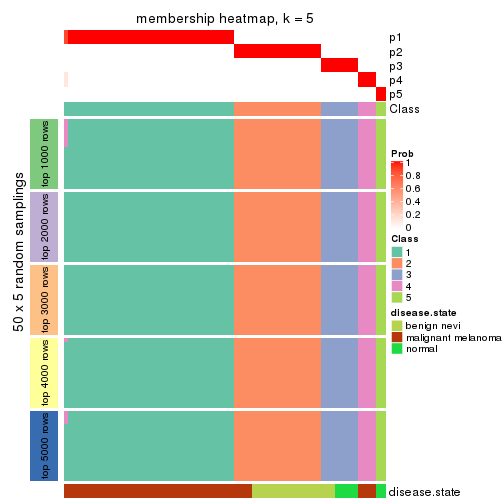 membership heatmap, k = 5
p1
p2
p3
p4
p5
Class
50 x 5 random samplings
top 1000 rows
top 2000 rows
top 3000 rows
top 4000 rows
top 5000 rows
disease.state
Prob
1
0.8
0.6
0.4
0.2
0
Class
1
2
3
4
5
disease.state
benign nevi
malignant melanoma
normal